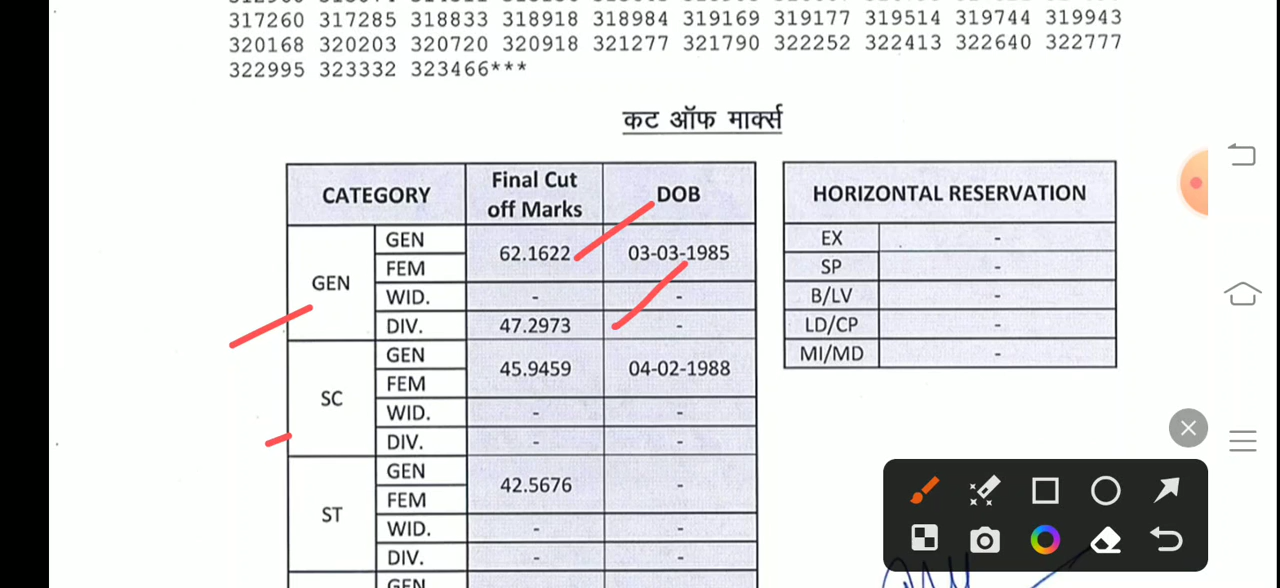 317260 317285 318833 318918 318984 319169 319177 319514 319744 319943
320168 320203 320720 320918 321277 321790 322252 322413 322640 322777
322995 323332 323466***
कट ऑफ मार्क्स
CATEGORY Final Cut off Marks DOB
GEN GEN 62.1622 03-03-1985
FEM
WID. - -
DIV. 47.2973 -
SC GEN 45.9459 04-02-1988
FEM
WID. - -
DIV. - -
ST GEN 42.5676 -
FEM
WID. - -
DIV. - -
GEN
HORIZONTAL RESERVATION
EX -
SP -
B/LV -
LD/CP -
MI/MD -